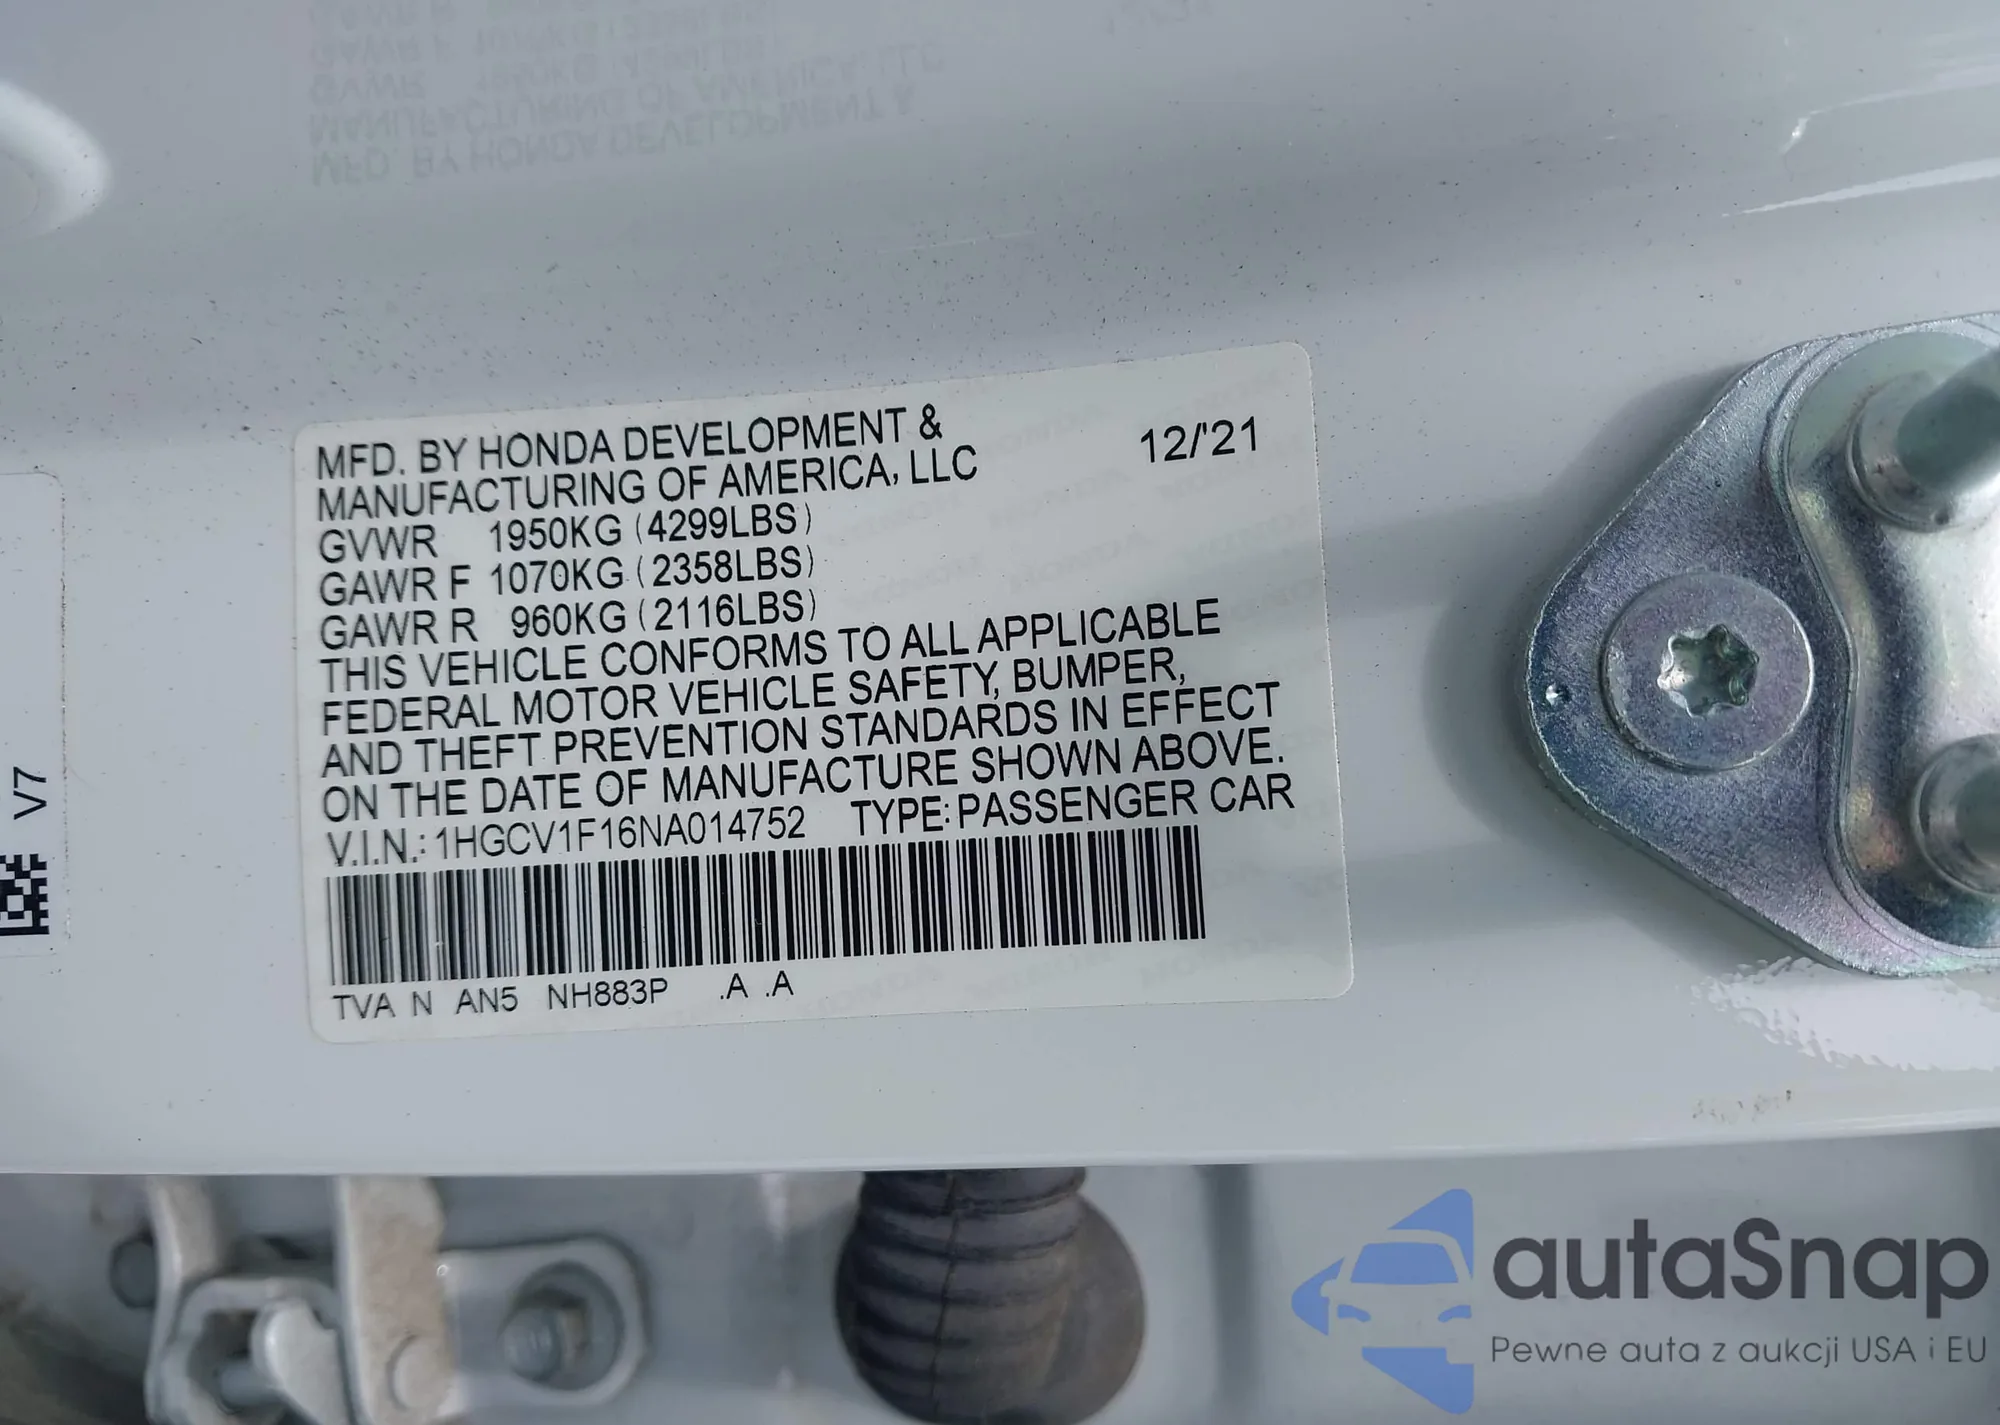 MFD. BY HONDA DEVELOPMENT &
MANUFACTURING OF AMERICA, LLC
12/'21
GVWR 1950KG (4299LBS)
GAWR F 1070KG (2358LBS)
GAWR R 960KG (2116LBS)
THIS VEHICLE CONFORMS TO ALL APPLICABLE
FEDERAL MOTOR VEHICLE SAFETY, BUMPER,
AND THEFT PREVENTION STANDARDS IN EFFECT
ON THE DATE OF MANUFACTURE SHOWN ABOVE.
V.I.N.: 1HGCV1F16NA014752 TYPE: PASSENGER CAR
TVA N AN5 NH883P .A .A
V7
autaSnap
Pewne auta z aukcji USA i EU